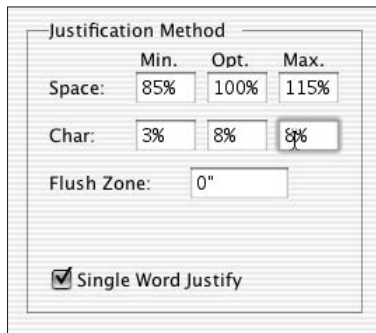 Justification Method
Min. Opt. Max.
Space: 85% 100% 115%
Char: 3% 8% 8%
Flush Zone: 0"
Single Word Justify